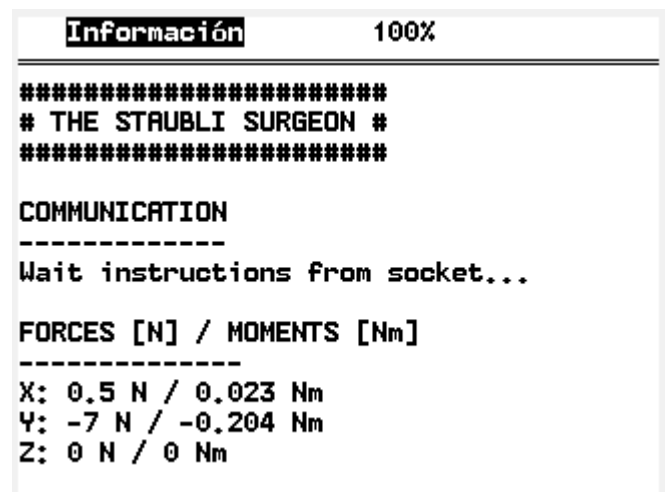 Información 100%
#######################
# THE STAUBLI SURGEON #
#######################
COMMUNICATION
-------------
Wait instructions from socket...
FORCES [N] / MOMENTS [Nm]
--------------
X: 0.5 N / 0.023 Nm
Y: -7 N / -0.204 Nm
Z: 0 N / 0 Nm